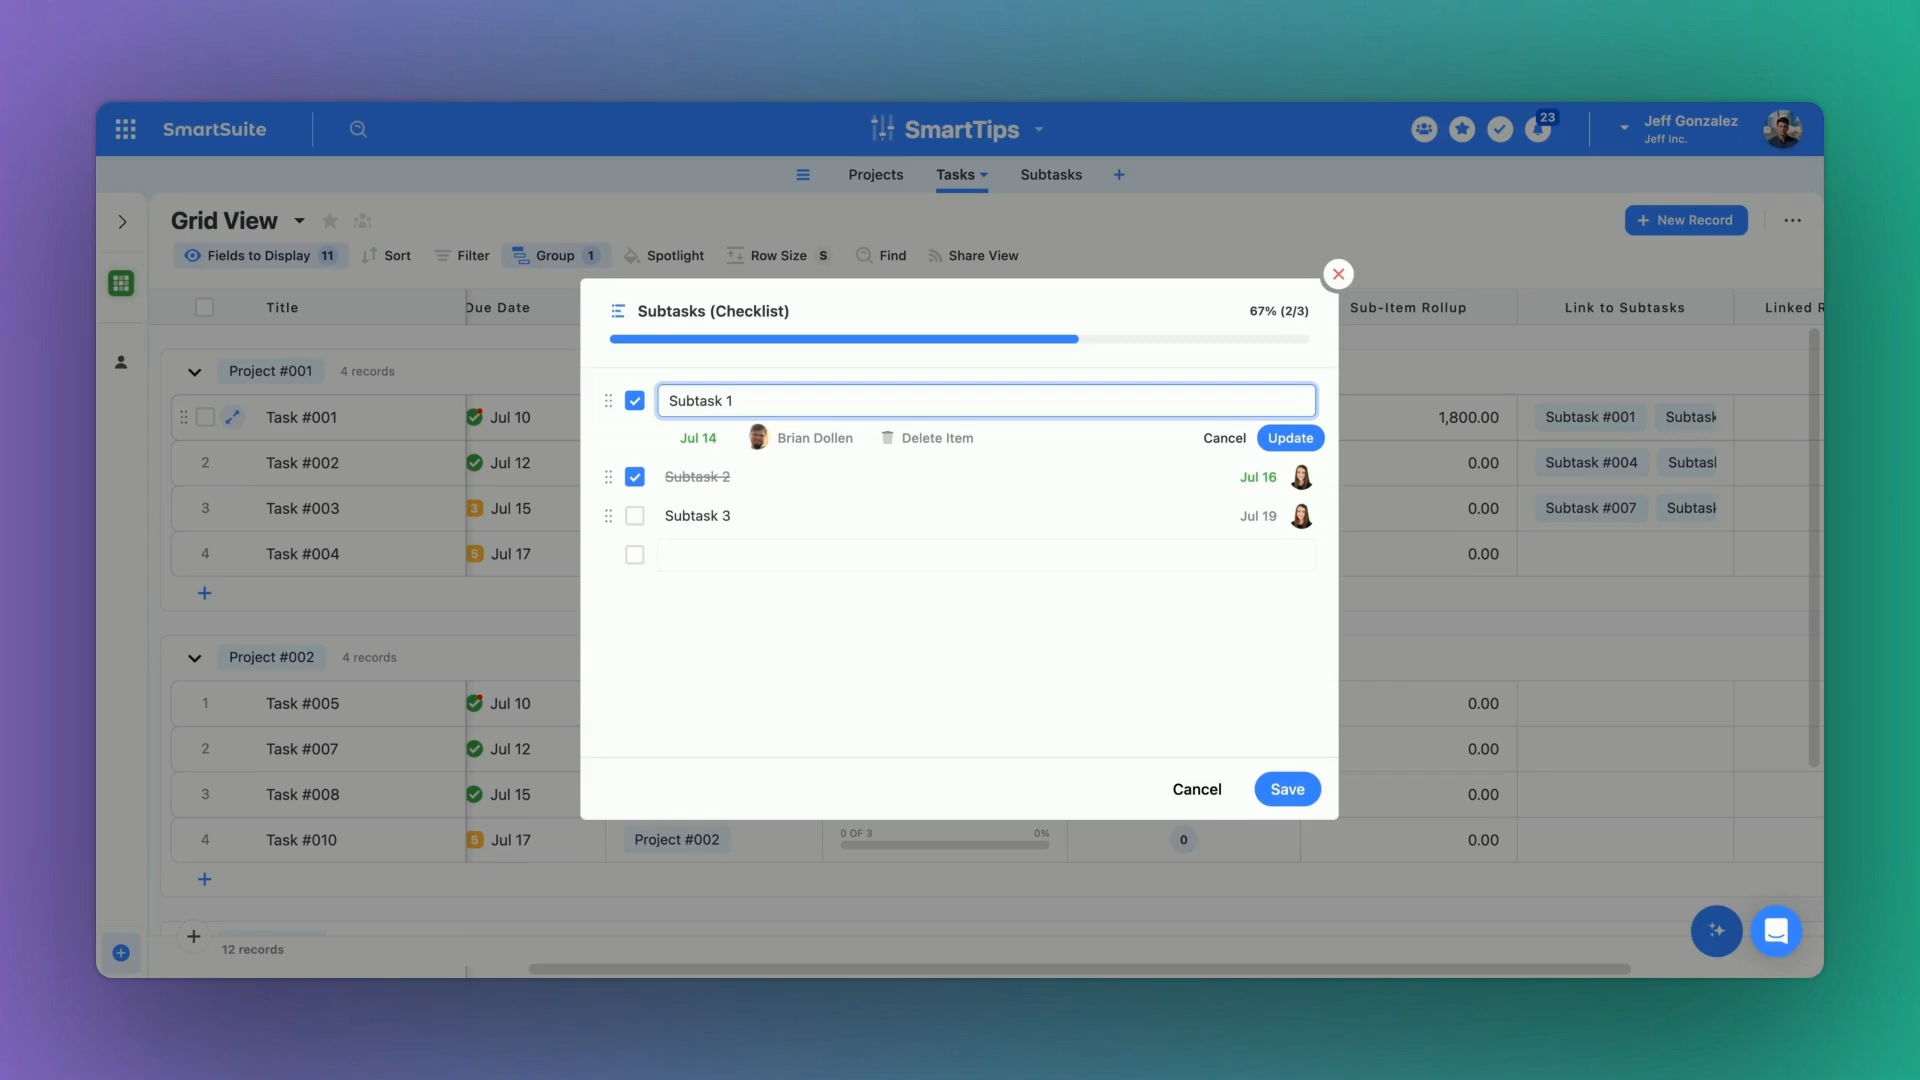 SmartSuite
SmartTips
23
Jeff Gonzalez
Jeff Inc.
Projects
Tasks
Subtasks
Grid View
New Record
Fields to Display 11
Sort
Filter
Group 1
Spotlight
Row Size S
Find
Share View
Title
Due Date
Sub-Item Rollup
Link to Subtasks
Linked R
Project #001 4 records
Task #001 Jul 10 1,800.00 Subtask #001 Subtask
2 Task #002 Jul 12 0.00 Subtask #004 Subtas
3 Task #003 3 Jul 15 0.00 Subtask #007 Subtask
4 Task #004 5 Jul 17 0.00
Project #002 4 records
1 Task #005 Jul 10 0.00
2 Task #007 Jul 12 0.00
3 Task #008 Jul 15 0.00
4 Task #010 5 Jul 17 Project #002 0 OF 3 0% 0 0.00
12 records
Subtasks (Checklist) 67% (2/3)
Subtask 1
Jul 14 Brian Dollen Delete Item Cancel Update
Subtask 2 Jul 16
Subtask 3 Jul 19
Cancel Save